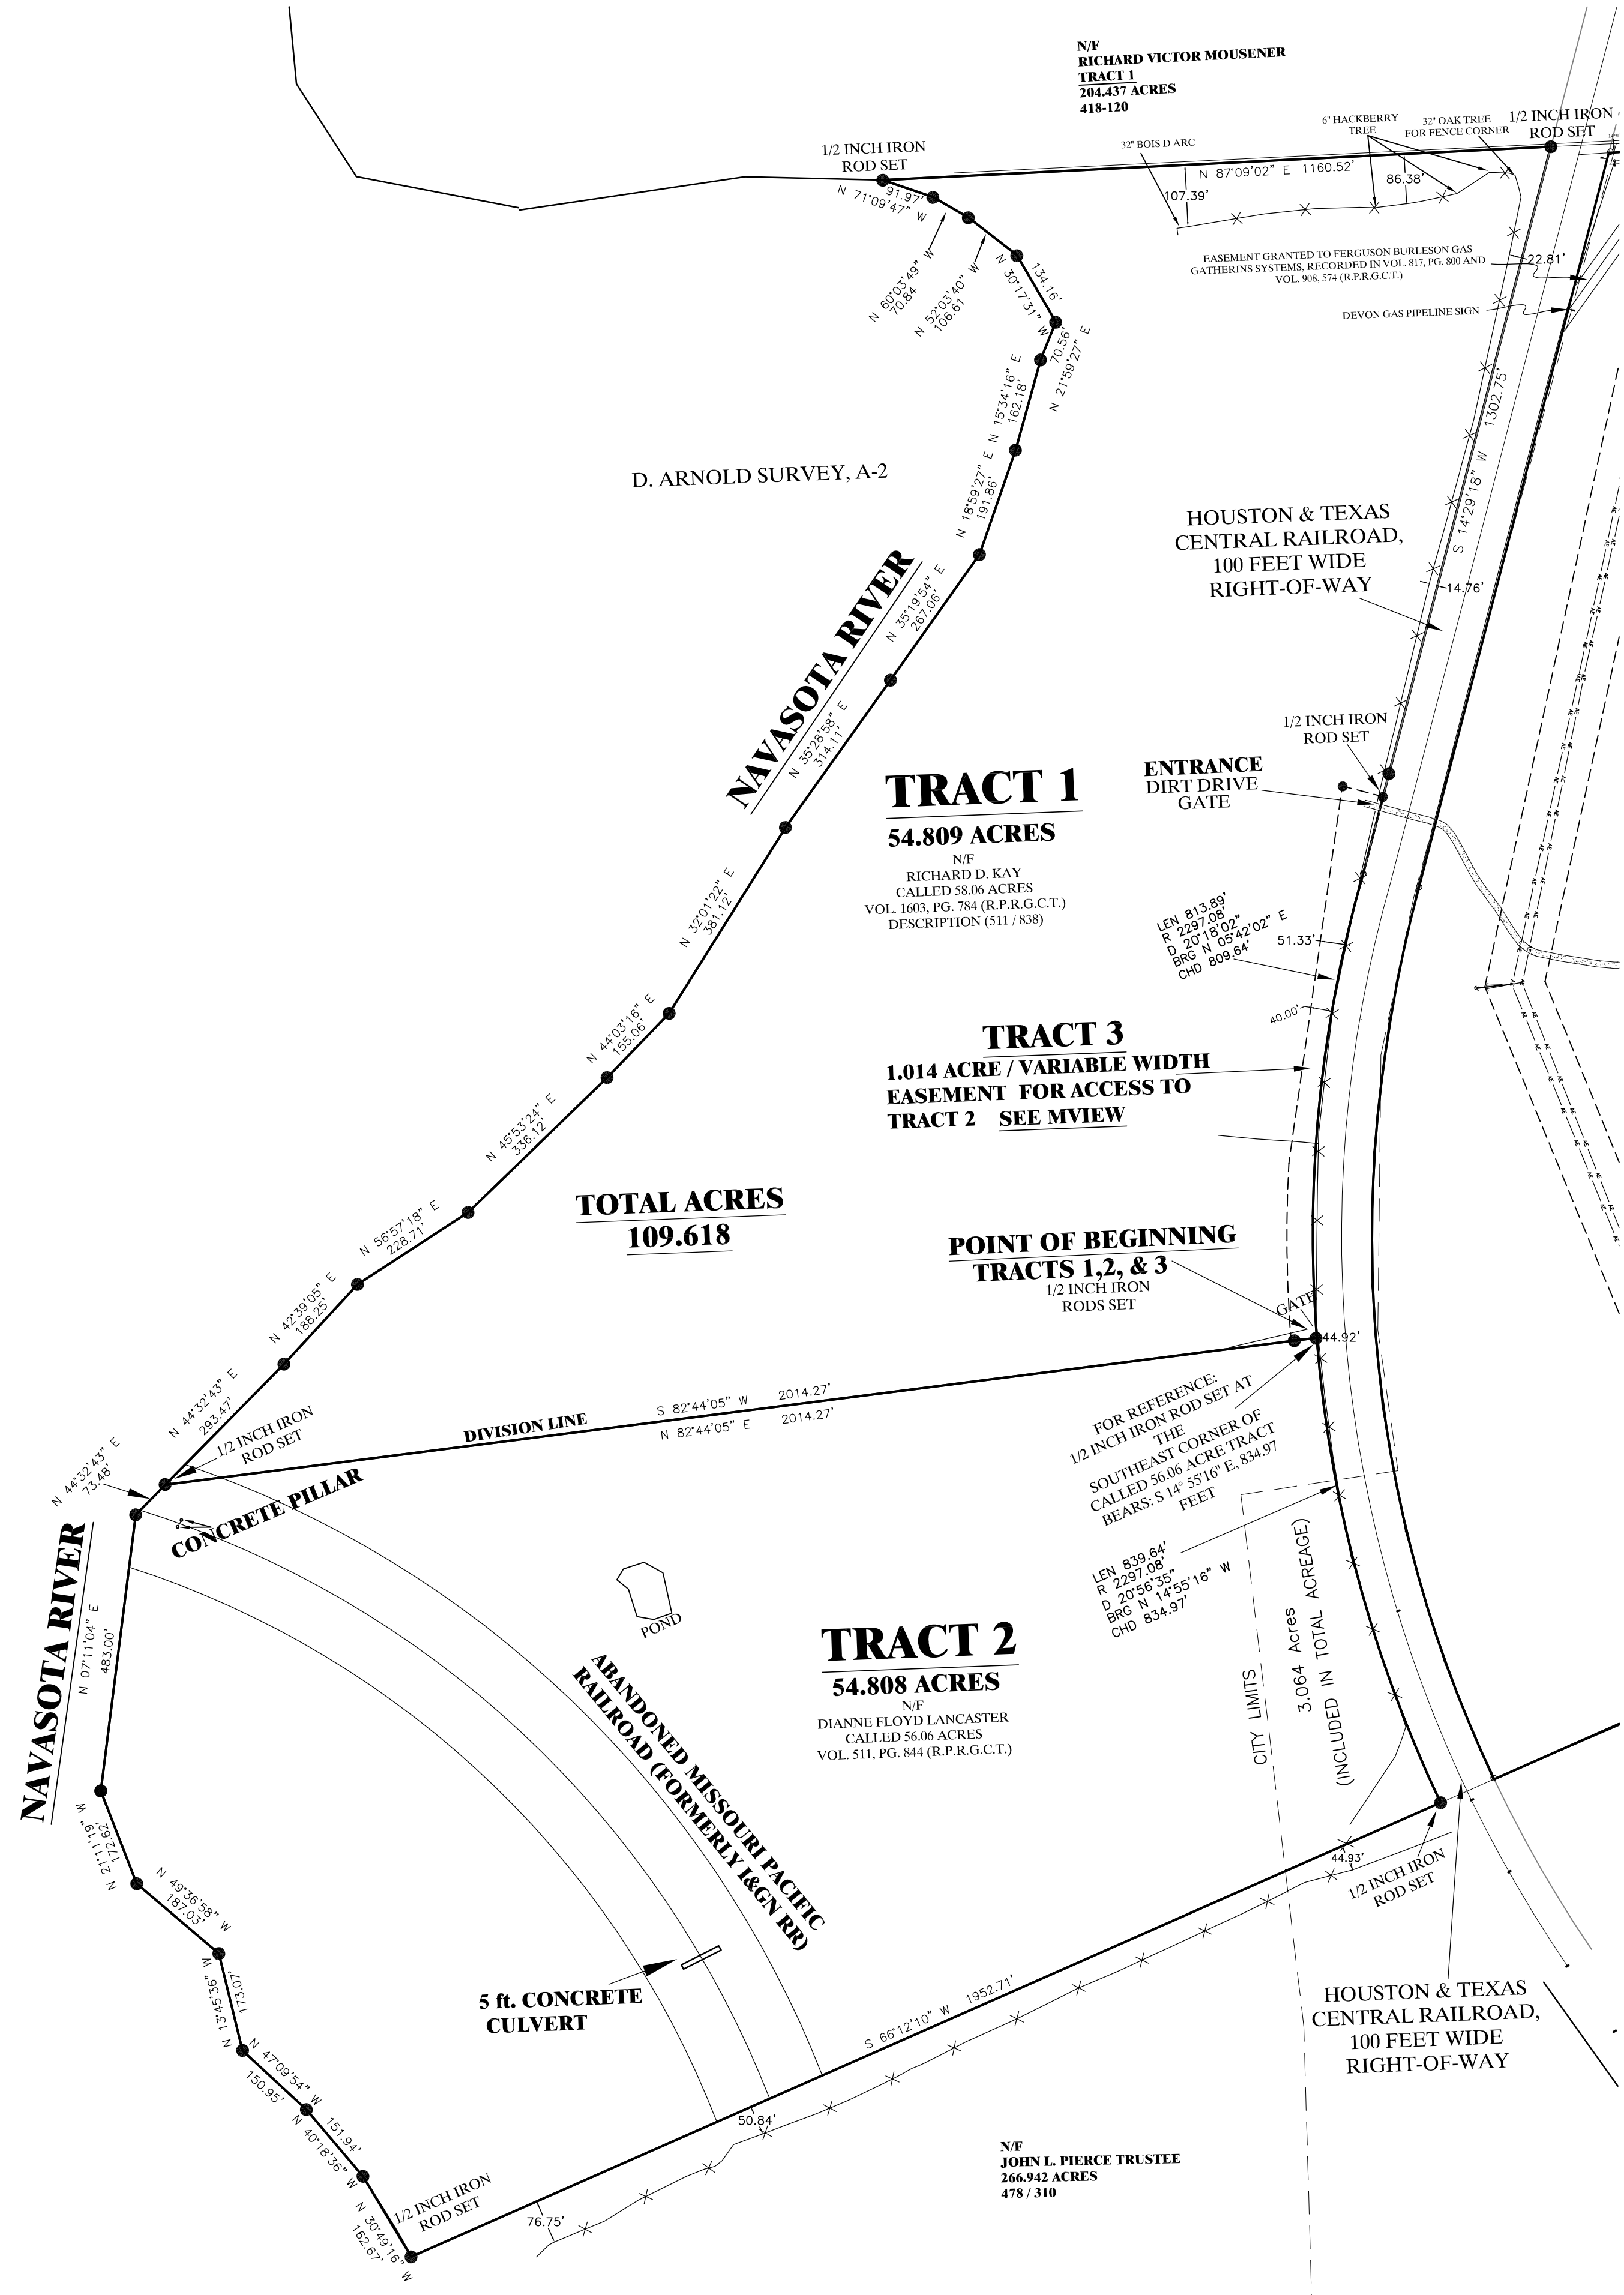 N/F
RICHARD VICTOR MOUSENER
TRACT 1
204.437 ACRES
418-120
1/2 INCH IRON
ROD SET
32" BOIS D ARC
6" HACKBERRY
TREE
32" OAK TREE
FOR FENCE CORNER
1/2 INCH IRON
ROD SET
N 87°09'02" E 1160.52'
107.39'
86.38'
91.97'
N 71°09'47" W
N 60°03'49" W
70.84
N 52°03'40" W
106.61
134.16'
N 30°17'31" W
70.56'
N 21°59'27" E
N 15°34'16" E
162.18'
N 18°59'27" E
191.86'
EASEMENT GRANTED TO FERGUSON BURLESON GAS
GATHERINS SYSTEMS, RECORDED IN VOL. 817, PG. 800 AND
VOL. 908, 574 (R.P.R.G.C.T.)
22.81'
DEVON GAS PIPELINE SIGN
S 14°29'18" W 1302.75'
D. ARNOLD SURVEY, A-2
HOUSTON & TEXAS
CENTRAL RAILROAD,
100 FEET WIDE
RIGHT-OF-WAY
14.76'
NAVASOTA RIVER
N 35°19'54" E
267.06'
N 35°28'58" E
314.11'
1/2 INCH IRON
ROD SET
ENTRANCE
DIRT DRIVE
GATE
TRACT 1
54.809 ACRES
N/F
RICHARD D. KAY
CALLED 58.06 ACRES
VOL. 1603, PG. 784 (R.P.R.G.C.T.)
DESCRIPTION (511 / 838)
N 32°01'22" E
381.12'
LEN 813.89'
R 2297.08'
D 20°18'02"
BRG N 05°42'02" E
CHD 809.64'
51.33'
40.00'
N 44°03'16" E
155.06'
TRACT 3
1.014 ACRE / VARIABLE WIDTH
EASEMENT FOR ACCESS TO
TRACT 2 SEE MVIEW
N 45°53'24" E
336.12'
TOTAL ACRES
109.618
N 56°57'18" E
228.71'
POINT OF BEGINNING
TRACTS 1,2, & 3
1/2 INCH IRON
RODS SET
GATE
44.92'
N 42°39'05" E
188.25'
N 44°32'43" E
293.47'
1/2 INCH IRON
ROD SET
DIVISION LINE
S 82°44'05" W 2014.27'
N 82°44'05" E 2014.27'
N 44°32'43" E
73.48'
CONCRETE PILLAR
FOR REFERENCE:
1/2 INCH IRON ROD SET AT
THE
SOUTHEAST CORNER OF
CALLED 56.06 ACRE TRACT
BEARS: S 14° 55'16" E, 834.97
FEET
LEN 839.64'
R 2297.08'
D 20°56'35"
BRG N 14°55'16" W
CHD 834.97'
NAVASOTA RIVER
N 07°11'04" E
483.00'
POND
TRACT 2
54.808 ACRES
N/F
DIANNE FLOYD LANCASTER
CALLED 56.06 ACRES
VOL. 511, PG. 844 (R.P.R.G.C.T.)
ABANDONED MISSOURI PACIFIC
RAILROAD (FORMERLY I&GN RR)
CITY LIMITS
3.064 Acres
(INCLUDED IN TOTAL ACREAGE)
N 21°11'19" W
172.62'
N 49°36'58" W
187.03'
N 13°45'36" W
173.07'
N 47°09'54" W
150.95'
151.94'
N 40°18'36" W
N 30°49'16" W
162.67'
1/2 INCH IRON
ROD SET
5 ft. CONCRETE
CULVERT
S 66°12'10" W 1952.71'
44.93'
1/2 INCH IRON
ROD SET
50.84'
76.75'
HOUSTON & TEXAS
CENTRAL RAILROAD,
100 FEET WIDE
RIGHT-OF-WAY
N/F
JOHN L. PIERCE TRUSTEE
266.942 ACRES
478 / 310